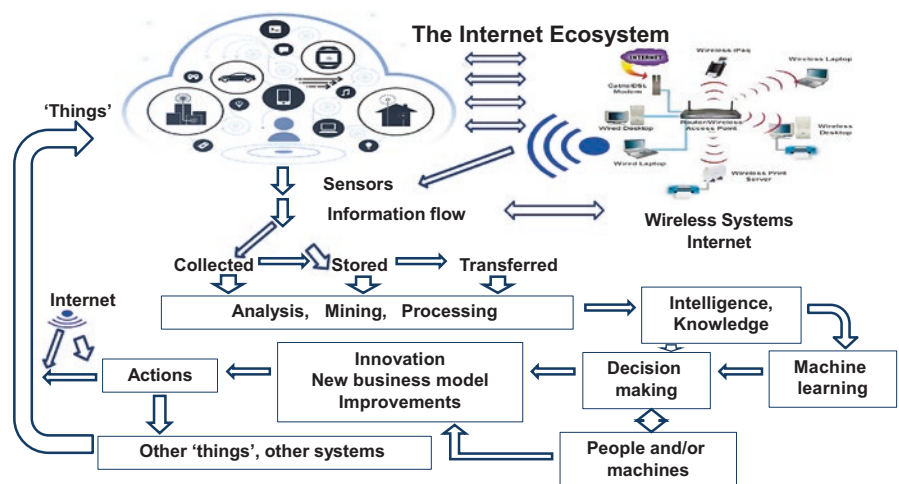 The Internet Ecosystem
'Things'
INTERNET
Cable/DSL
Modem
Wireless iPaq
Wireless Laptop
Wired Desktop
Router/Wireless
Access Point
Wireless
Desktop
Wired Laptop
Wireless Print
Server
Sensors
Information flow
Wireless Systems
Internet
Collected
Stored
Transferred
Analysis, Mining, Processing
Intelligence,
Knowledge
Internet
Actions
Innovation
New business model
Improvements
Decision
making
Machine
learning
Other 'things', other systems
People and/or
machines